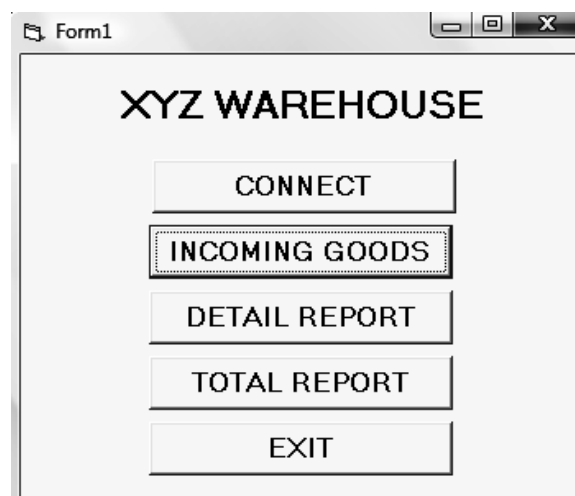 Form1
XYZ WAREHOUSE
CONNECT
INCOMING GOODS
DETAIL REPORT
TOTAL REPORT
EXIT